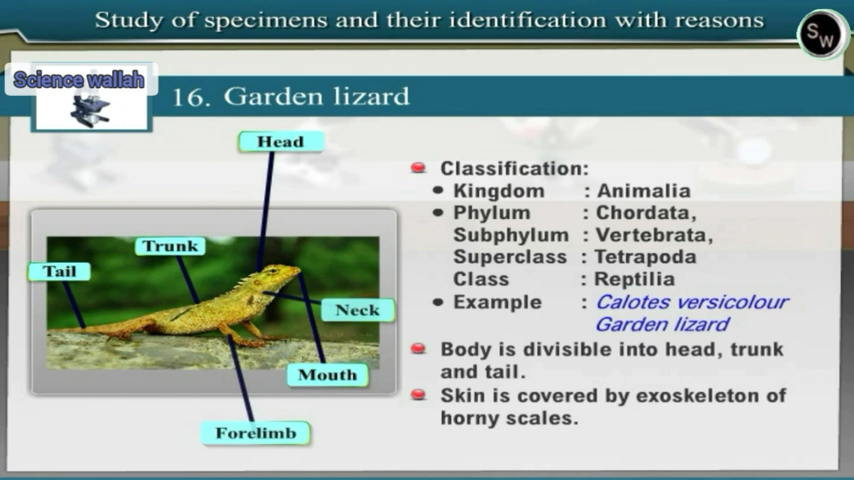 Study of specimens and their identification with reasons
SW
Science wallah
16. Garden lizard
Head
Trunk
Tail
Neck
Mouth
Forelimb
Classification:
Kingdom : Animalia
Phylum : Chordata,
Subphylum : Vertebrata,
Superclass : Tetrapoda
Class : Reptilia
Example : Calotes versicolour
Garden lizard
Body is divisible into head, trunk
and tail.
Skin is covered by exoskeleton of
horny scales.